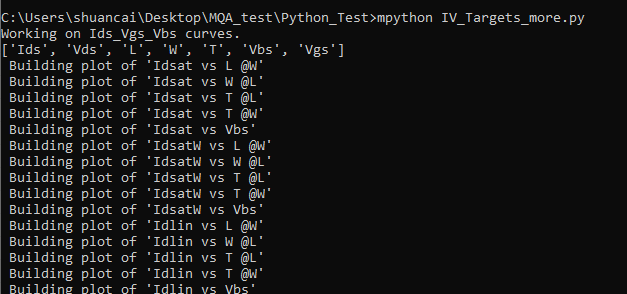 C:\Users\shuancai\Desktop\MQA_test\Python_Test>mpython IV_Targets_more.py
Working on Ids_Vgs_Vbs curves.
['Ids', 'Vds', 'L', 'W', 'T', 'Vbs', 'Vgs']
Building plot of 'Idsat vs L @W'
Building plot of 'Idsat vs W @L'
Building plot of 'Idsat vs T @L'
Building plot of 'Idsat vs T @W'
Building plot of 'Idsat vs Vbs'
Building plot of 'IdsatW vs L @W'
Building plot of 'IdsatW vs W @L'
Building plot of 'IdsatW vs T @L'
Building plot of 'IdsatW vs T @W'
Building plot of 'IdsatW vs Vbs'
Building plot of 'Idlin vs L @W'
Building plot of 'Idlin vs W @L'
Building plot of 'Idlin vs T @L'
Building plot of 'Idlin vs T @W'
Building plot of 'Idlin vs Vbs'